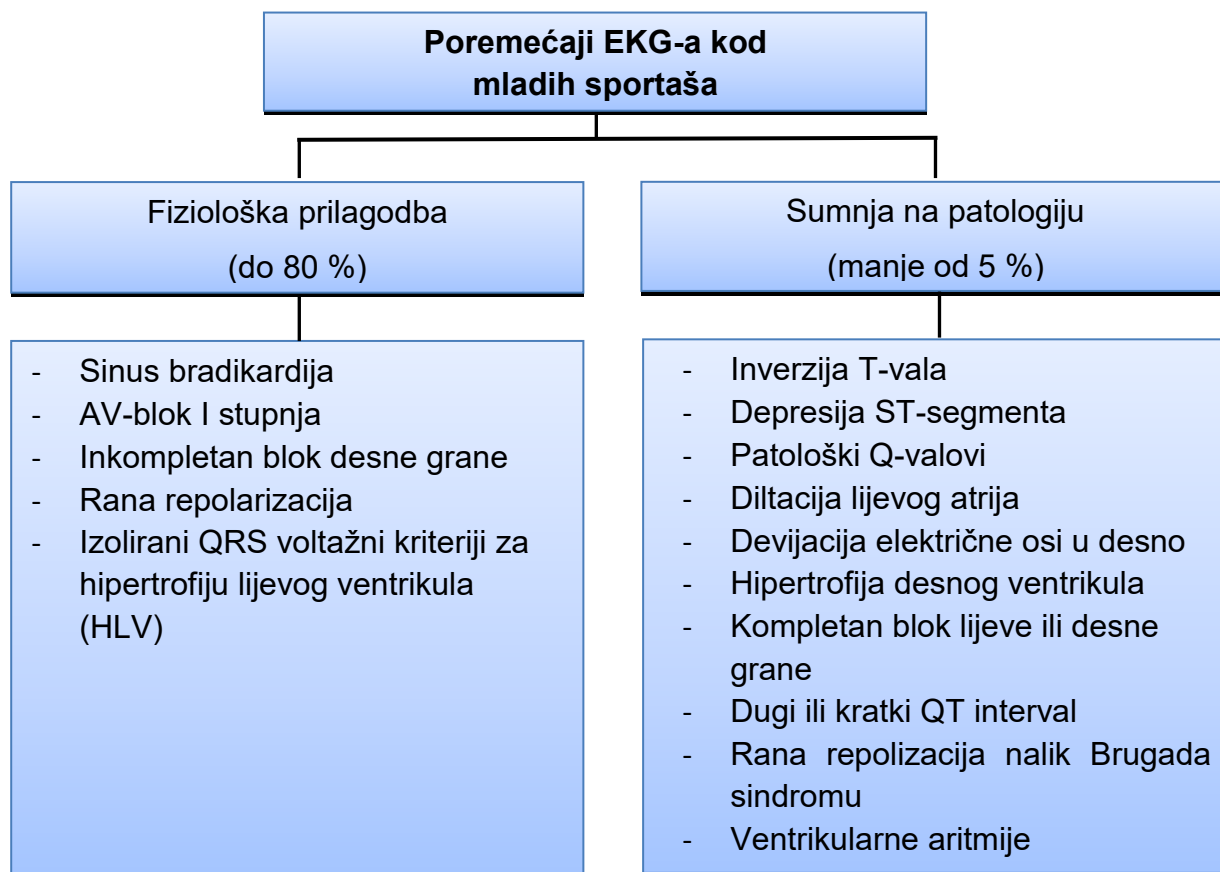 Poremećaji EKG-a kod
mladih sportaša
Fiziološka prilagodba
(do 80 %)
- Sinus bradikardija
- AV-blok I stupnja
- Inkompletan blok desne grane
- Rana repolarizacija
- Izolirani QRS voltažni kriteriji za
hipertrofiju lijevog ventrikula
(HLV)
Sumnja na patologiju
(manje od 5 %)
- Inverzija T-vala
- Depresija ST-segmenta
- Patološki Q-valovi
- Diltacija lijevog atrija
- Devijacija električne osi u desno
- Hipertrofija desnog ventrikula
- Kompletan blok lijeve ili desne
grane
- Dugi ili kratki QT interval
- Rana repolizacija nalik Brugada
sindromu
- Ventrikularne aritmije